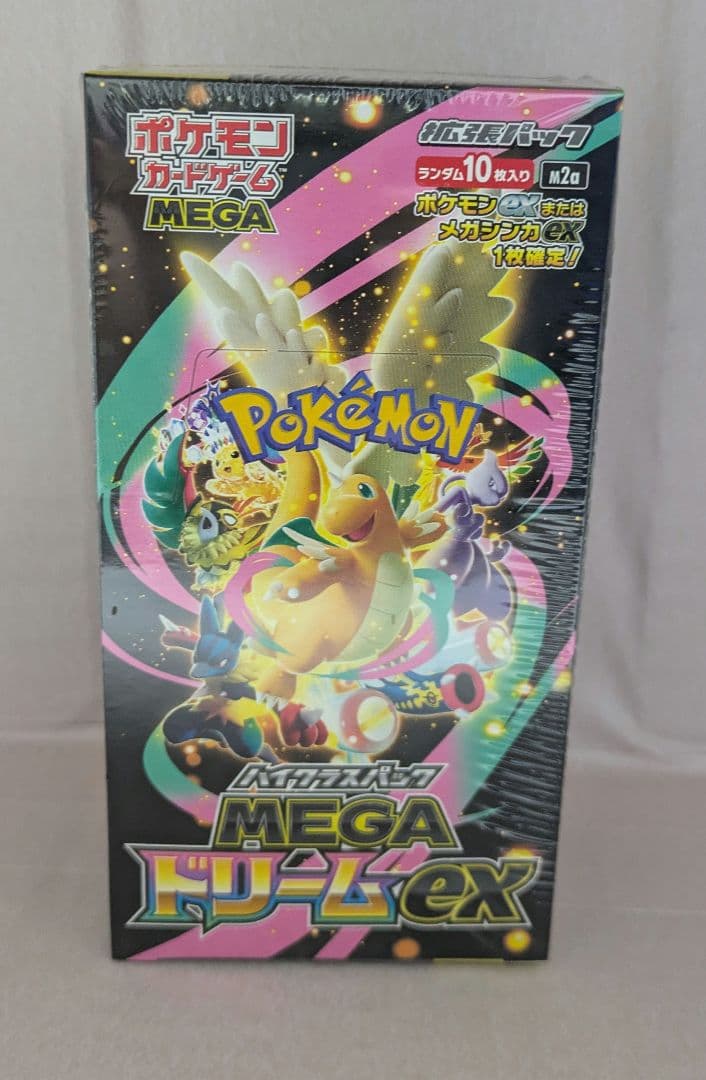 ポケモン
カードゲーム™
MEGA
拡張パック
ランダム10枚入り M2a
ポケモンexまたは
メガシンカex
1枚確定!
POKéMON
ハイクラスパック
MEGA
ドリームex